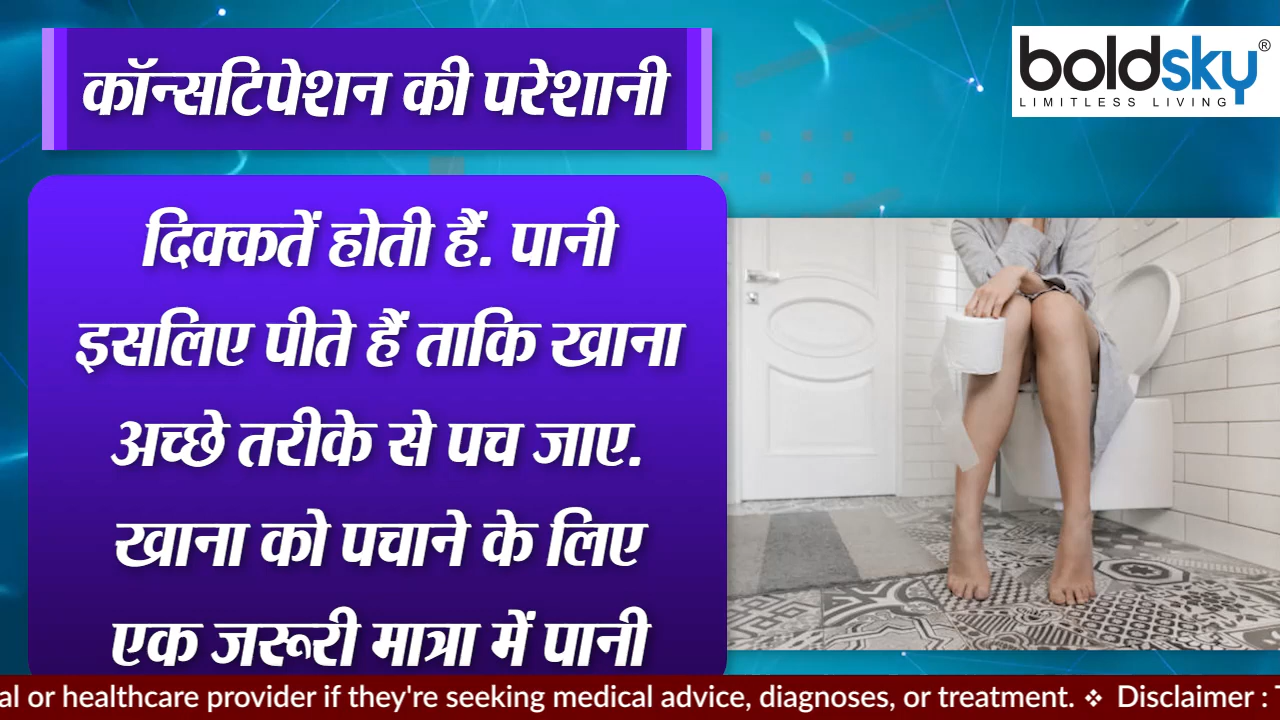 कॉन्सटिपेशन की परेशानी
boldsky®
LIMITLESS LIVING
दिक्कतें होती हैं. पानी
इसलिए पीते हैं ताकि खाना
अच्छे तरीके से पच जाए.
खाना को पचाने के लिए
एक जरूरी मात्रा में पानी
al or healthcare provider if they're seeking medical advice, diagnoses, or treatment. ❖ Disclaimer :